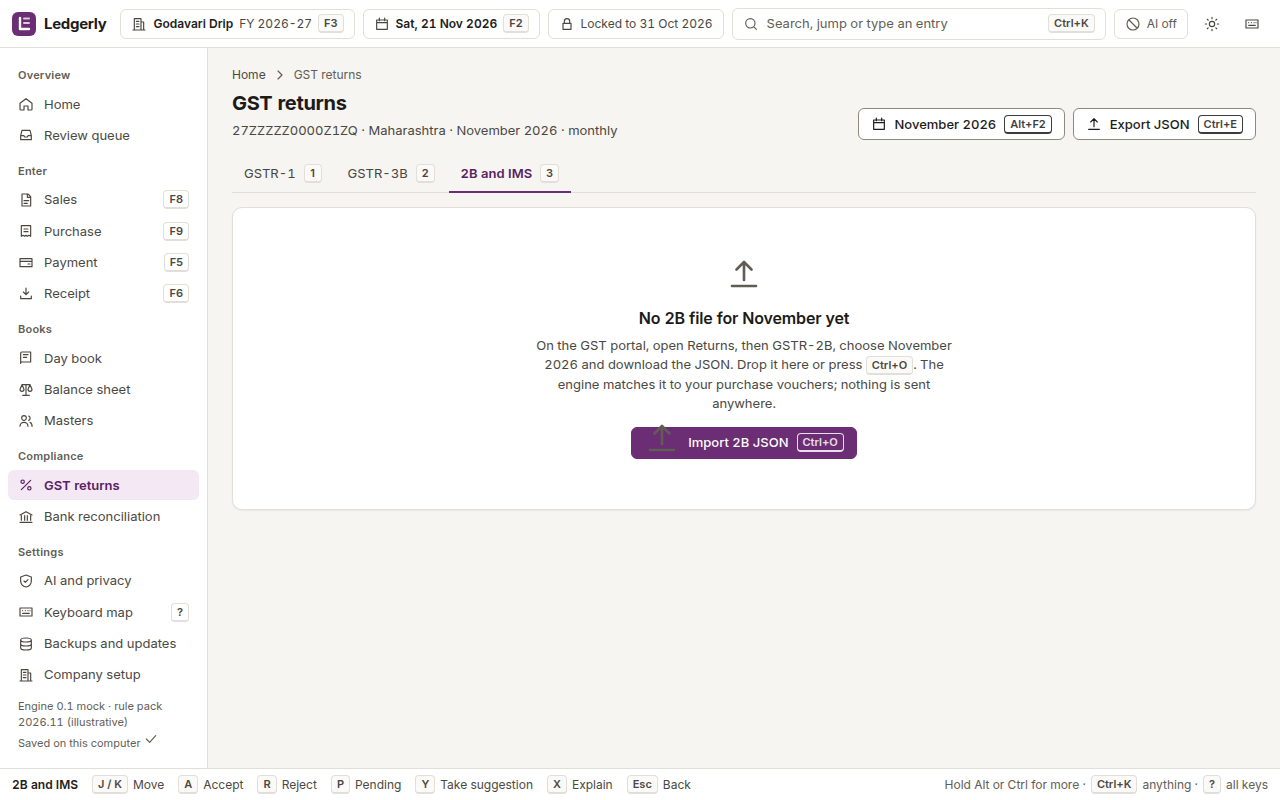 Ledgerly
Godavari Drip FY 2026-27 F3
Sat, 21 Nov 2026 F2
Locked to 31 Oct 2026
Search, jump or type an entry Ctrl+K
AI off
Overview
Home
Review queue
Enter
Sales F8
Purchase F9
Payment F5
Receipt F6
Books
Day book
Balance sheet
Masters
Compliance
GST returns
Bank reconciliation
Settings
AI and privacy
Keyboard map ?
Backups and updates
Company setup
Engine 0.1 mock · rule pack
2026.11 (illustrative)
Saved on this computer
Home > GST returns
GST returns
27ZZZZZ0000Z1ZQ · Maharashtra · November 2026 · monthly
November 2026 Alt+F2
Export JSON Ctrl+E
GSTR-1 1
GSTR-3B 2
2B and IMS 3
No 2B file for November yet
On the GST portal, open Returns, then GSTR-2B, choose November
2026 and download the JSON. Drop it here or press Ctrl+O. The
engine matches it to your purchase vouchers; nothing is sent
anywhere.
Import 2B JSON Ctrl+O
2B and IMS J / K Move A Accept R Reject P Pending Y Take suggestion X Explain Esc Back
Hold Alt or Ctrl for more · Ctrl+K anything · ? all keys